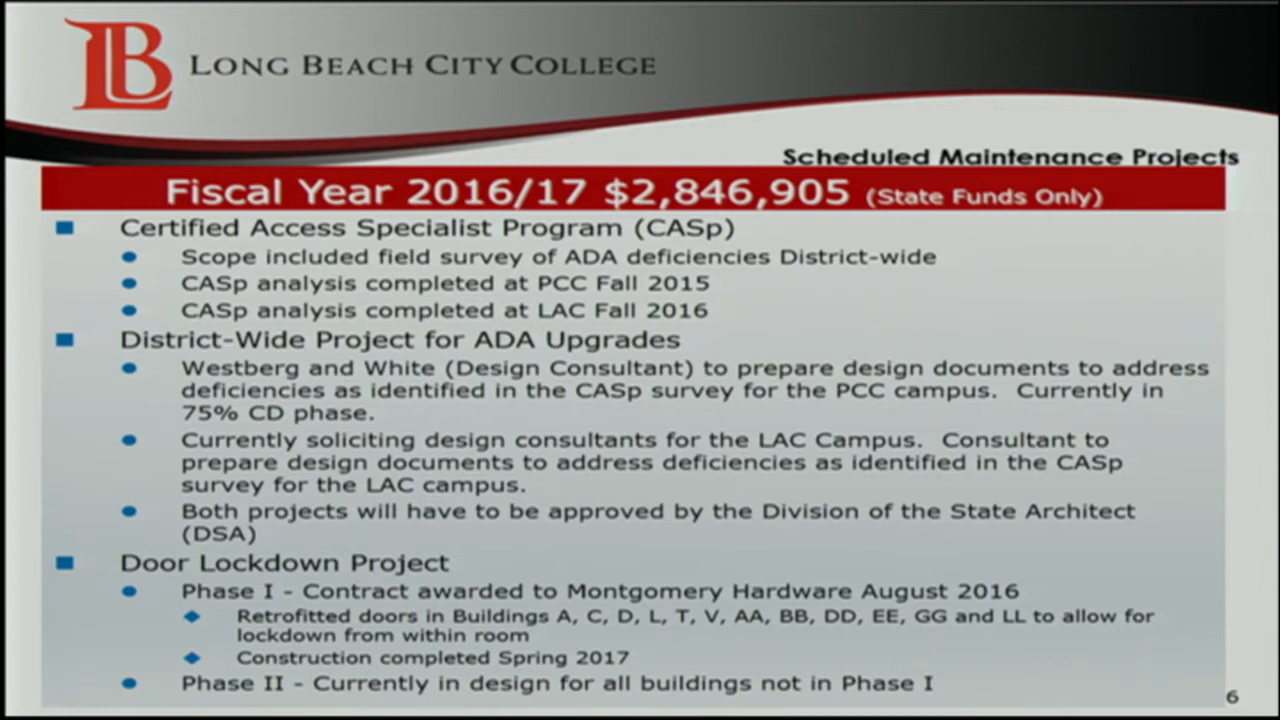 LB LONG BEACH CITY COLLEGE
Scheduled Maintenance Projects
Fiscal Year 2016/17 $2,846,905 (State Funds Only)
Certified Access Specialist Program (CASp)
Scope included field survey of ADA deficiencies District-wide
CASp analysis completed at PCC Fall 2015
CASp analysis completed at LAC Fall 2016
District-Wide Project for ADA Upgrades
Westberg and White (Design Consultant) to prepare design documents to address
deficiencies as identified in the CASp survey for the PCC campus. Currently in
75% CD phase.
Currently soliciting design consultants for the LAC Campus. Consultant to
prepare design documents to address deficiencies as identified in the CASp
survey for the LAC campus.
Both projects will have to be approved by the Division of the State Architect
(DSA)
Door Lockdown Project
Phase I - Contract awarded to Montgomery Hardware August 2016
Retrofitted doors in Buildings A, C, D, L, T, V, AA, BB, DD, EE, GG and LL to allow for
lockdown from within room
Construction completed Spring 2017
Phase II - Currently in design for all buildings not in Phase I
6